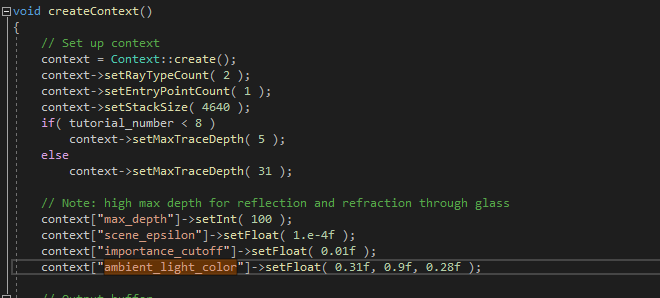 void createContext()
{
    // Set up context
    context = Context::create();
    context->setRayTypeCount( 2 );
    context->setEntryPointCount( 1 );
    context->setStackSize( 4640 );
    if( tutorial_number < 8 )
        context->setMaxTraceDepth( 5 );
    else
        context->setMaxTraceDepth( 31 );

    // Note: high max depth for reflection and refraction through glass
    context["max_depth"]->setInt( 100 );
    context["scene_epsilon"]->setFloat( 1.e-4f );
    context["importance_cutoff"]->setFloat( 0.01f );
    context["ambient_light_color"]->setFloat( 0.31f, 0.9f, 0.28f );

    // Output buffer